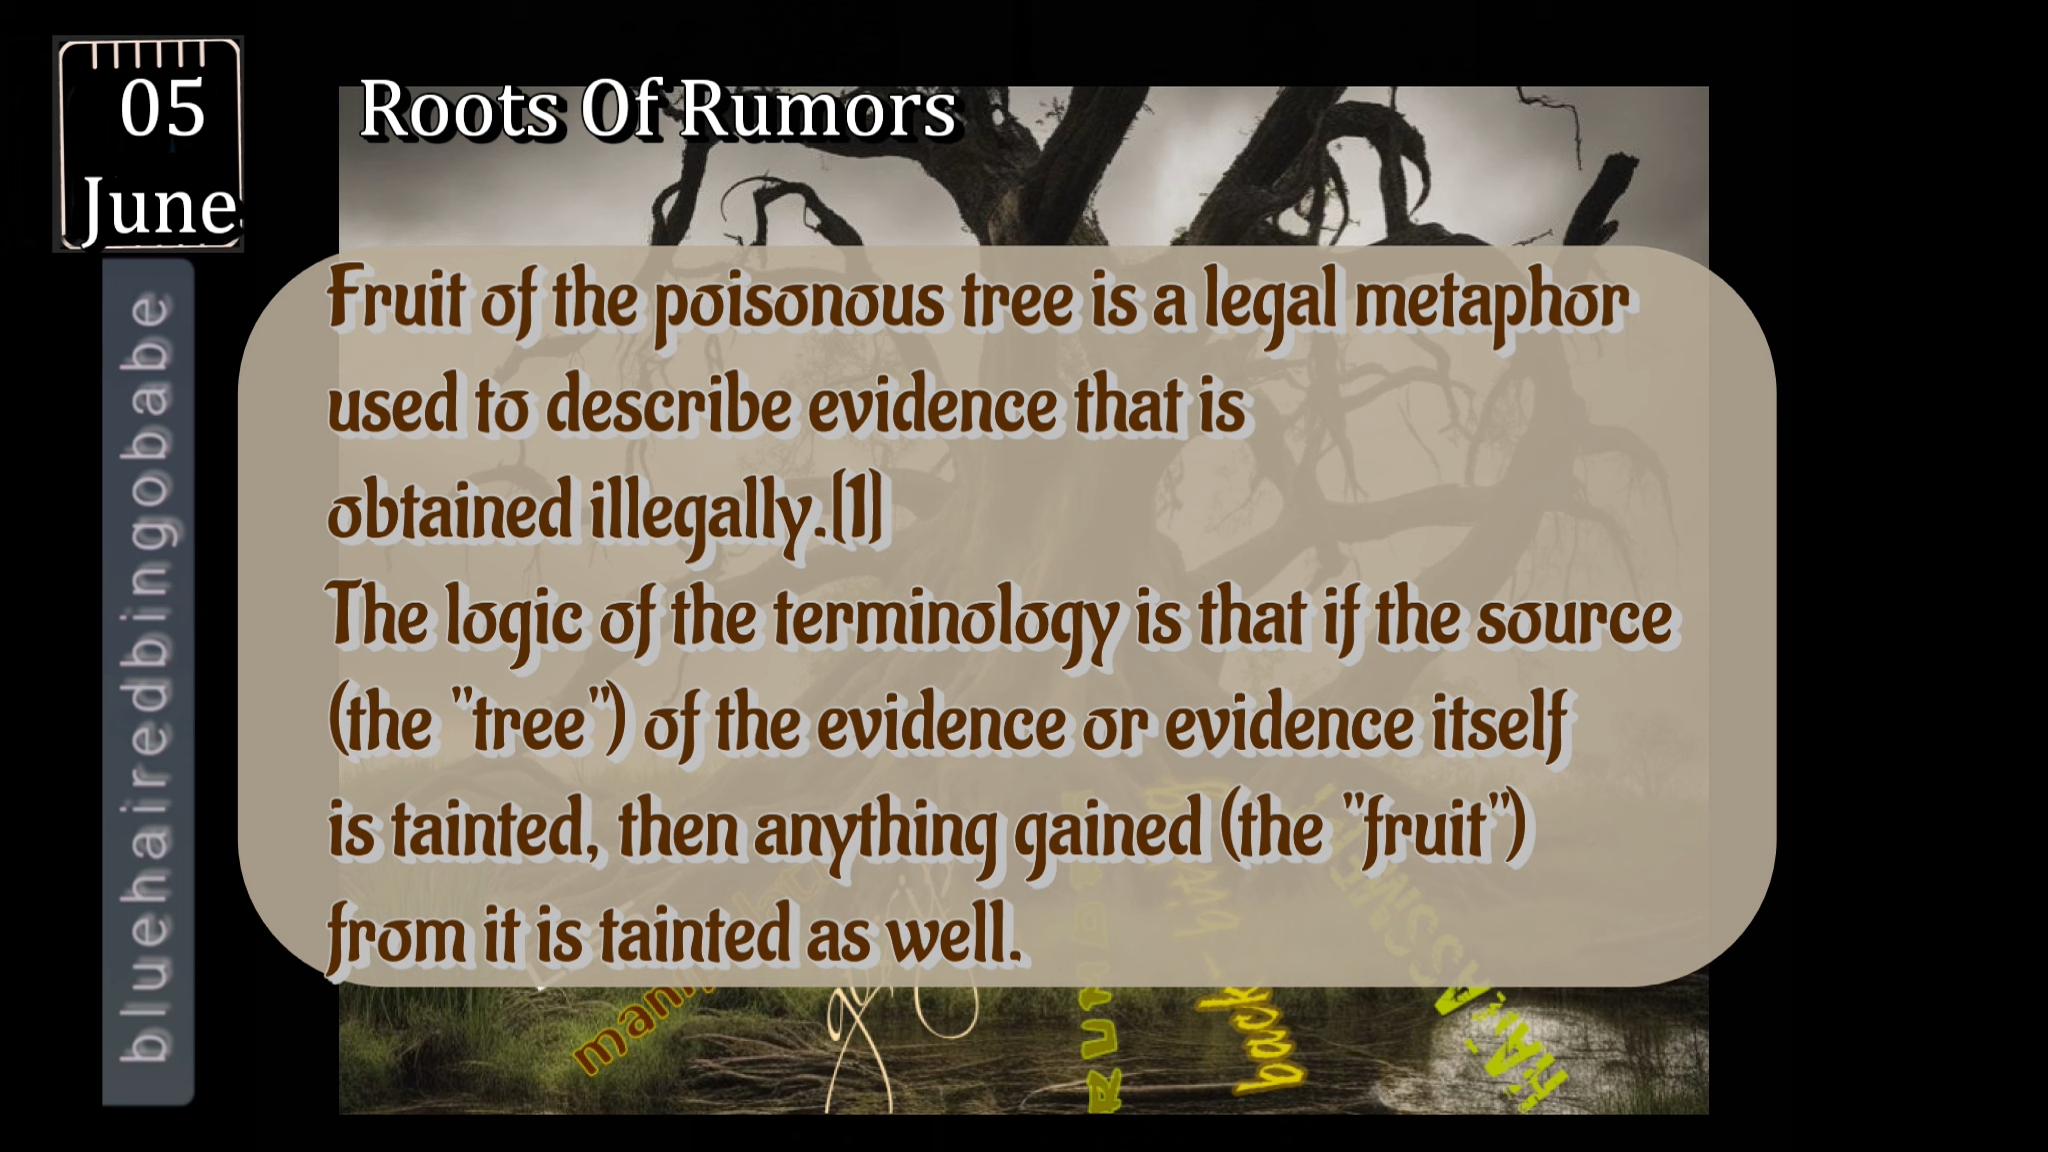 05
June
Roots Of Rumors
bluehairedbingobabe
Fruit of the poisonous tree is a legal metaphor
used to describe evidence that is
obtained illegally.[1]
The logic of the terminology is that if the source
(the "tree") of the evidence or evidence itself
is tainted, then anything gained (the "fruit")
from it is tainted as well.